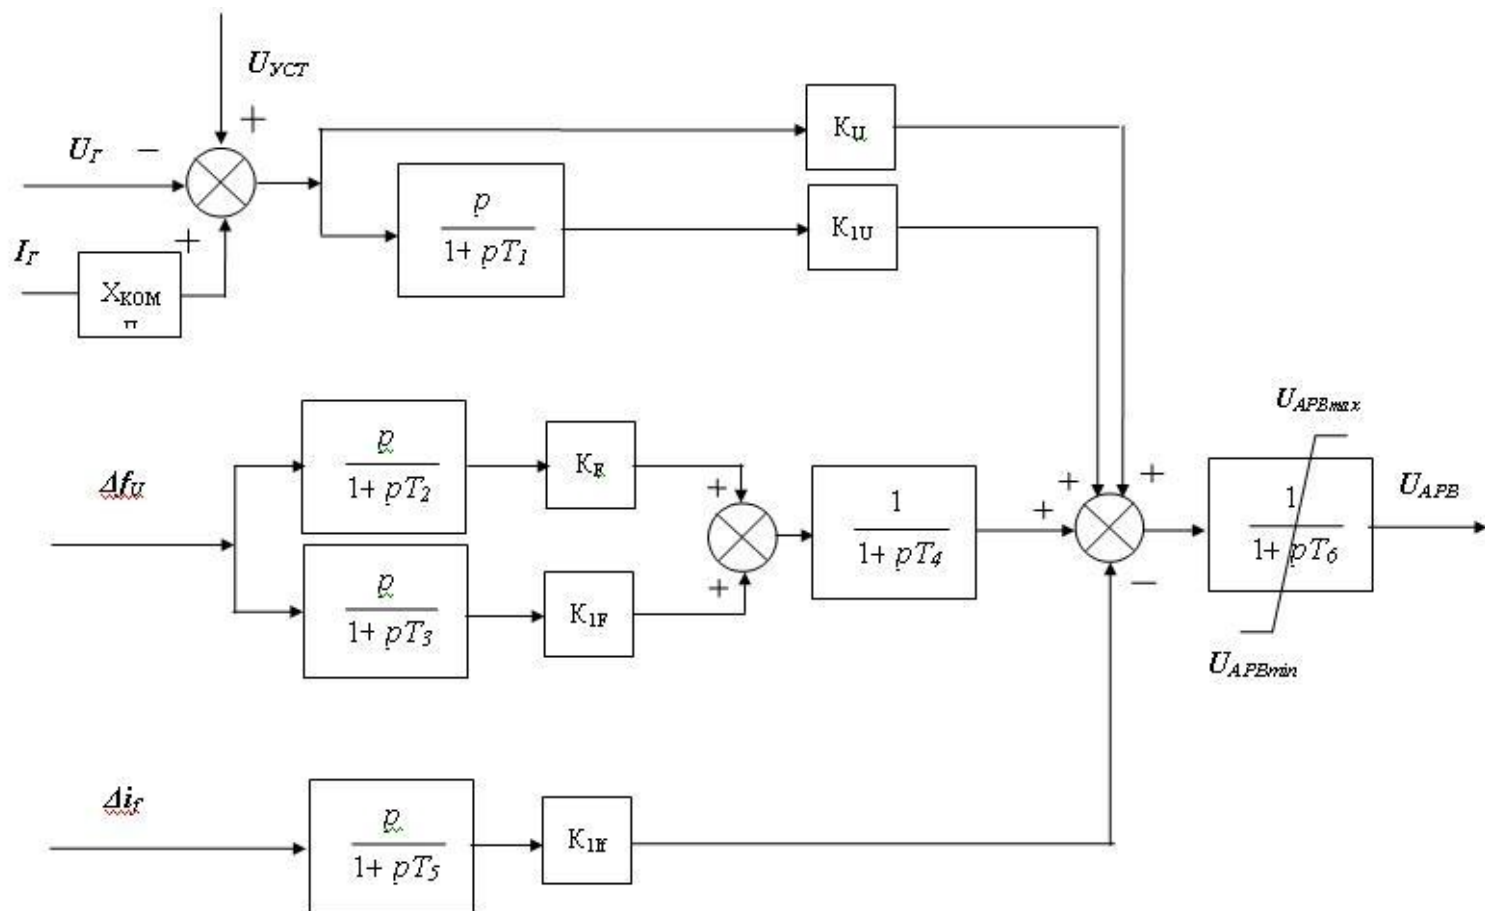 U_УСТ
+
U_Г
−
I_Г
+
X_КОМ
п
p
1+ pT_1
K_U
K_1U
Δf_U
p
1+ pT_2
K_F
p
1+ pT_3
K_1F
+
+
1
1+ pT_4
+
+
+
−
U_АРВmax
1
1+ pT_6
U_АРВ
U_АРВmin
Δi_f
p
1+ pT_5
K_1If